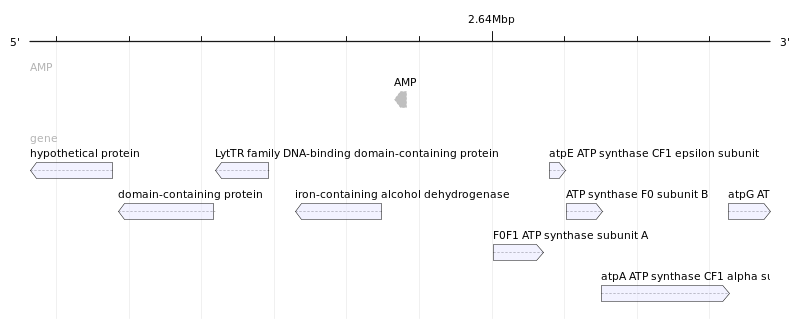 2.64Mbp
5' 3'
AMP
AMP
gene
hypothetical protein LytTR family DNA-binding domain-containing protein atpE ATP synthase CF1 epsilon subunit
domain-containing protein iron-containing alcohol dehydrogenase ATP synthase F0 subunit B atpG AT
F0F1 ATP synthase subunit A
atpA ATP synthase CF1 alpha su